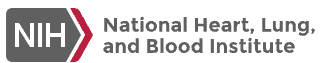 NIH
National Heart, Lung,
and Blood Institute